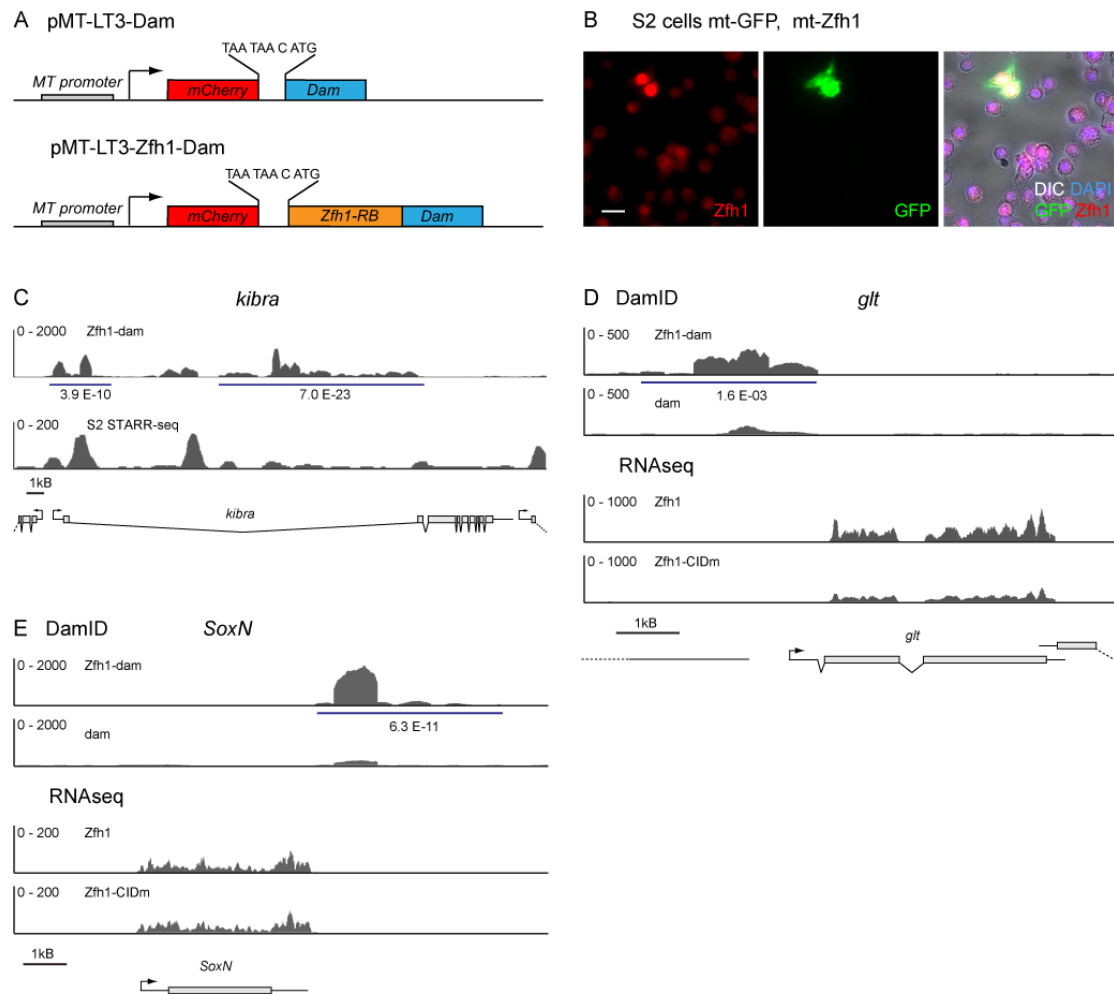 A pMT-LT3-Dam
TAA TAA C ATG
MT promoter
mCherry
Dam
pMT-LT3-Zfh1-Dam
TAA TAA C ATG
MT promoter
mCherry
Zfh1-RB
Dam
B S2 cells mt-GFP, mt-Zfh1
Zfh1
GFP
DIC DAPI
GFP Zfh1
C kibra
0 - 2000 Zfh1-dam
3.9 E-10
7.0 E-23
0 - 200 S2 STARR-seq
1kB
kibra
D DamID glt
0 - 500 Zfh1-dam
1.6 E-03
0 - 500 dam
RNAseq
0 - 1000 Zfh1
0 - 1000 Zfh1-CIDm
1kB
glt
E DamID SoxN
0 - 2000 Zfh1-dam
6.3 E-11
0 - 2000 dam
RNAseq
0 - 200 Zfh1
0 - 200 Zfh1-CIDm
1kB
SoxN